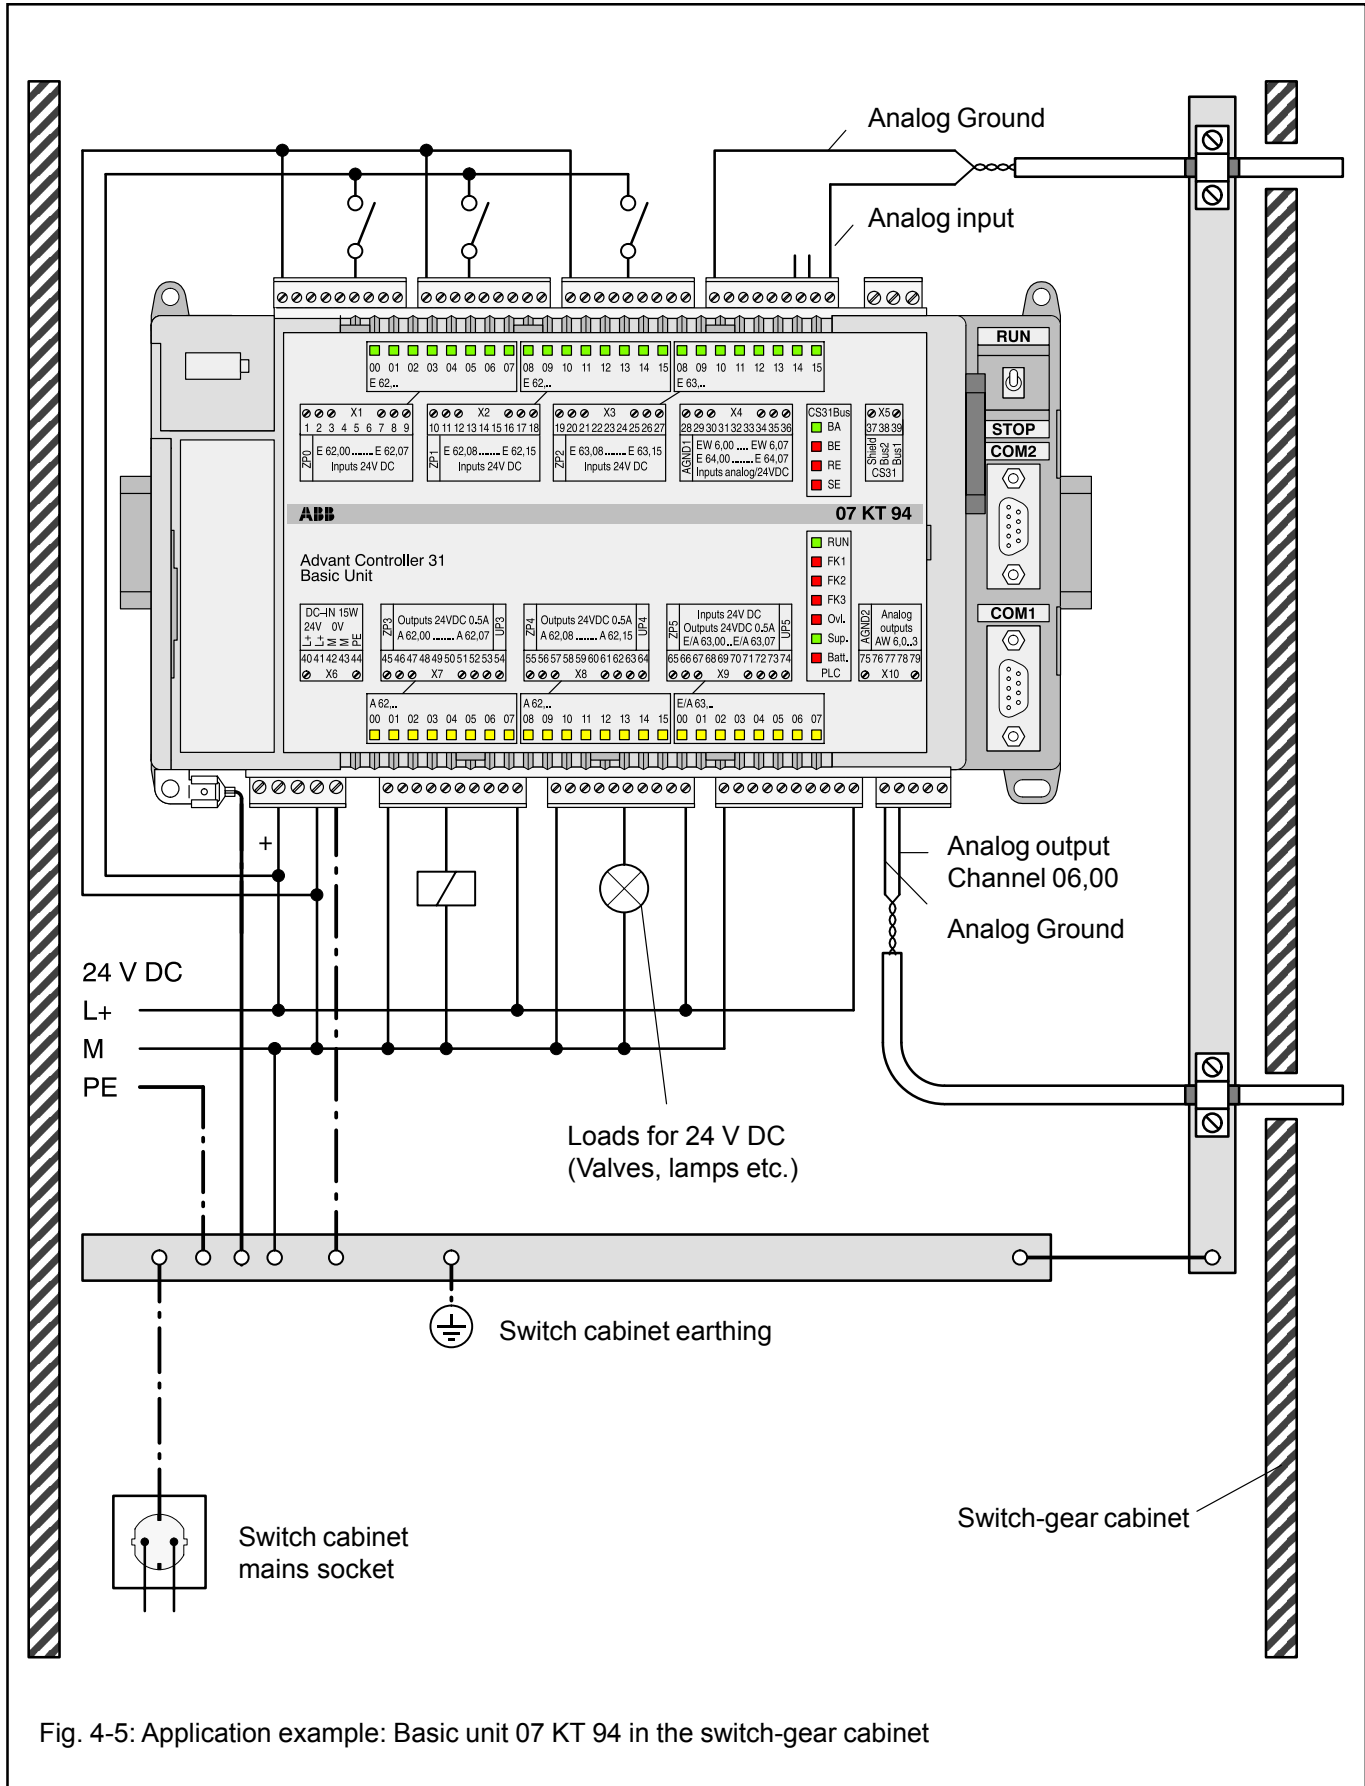 Analog Ground
Analog input
RUN
00 01 02 03 04 05 06 07
E 62,..
08 09 10 11 12 13 14 15
E 62,..
08 09 10 11 12 13 14 15
E 63,..
STOP
COM2
X1
1 2 3 4 5 6 7 8 9
ZP0
E 62,00....... E 62,07
Inputs 24V DC
X2
10 11 12 13 14 15 16 17 18
ZP1
E 62,08....... E 62,15
Inputs 24V DC
X3
19 20 21 22 23 24 25 26 27
ZP2
E 63,08....... E 63,15
Inputs 24V DC
X4
28 29 30 31 32 33 34 35 36
AGND1
EW 6,00 .... EW 6,07
E 64,00....... E 64,07
Inputs analog/24VDC
CS31Bus
BA
BE
RE
SE
X5
37 38 39
Shield
Bus2
Bus1
CS31
ABB
07 KT 94
Advant Controller 31
Basic Unit
RUN
FK1
FK2
FK3
Ovl.
Sup.
Batt.
PLC
COM1
DC–IN 15W
24V 0V
L+
L+
M
M
PE
40 41 42 43 44
X6
ZP3
Outputs 24VDC 0.5A
A 62,00....... A 62,07
UP3
45 46 47 48 49 50 51 52 53 54
X7
ZP4
Outputs 24VDC 0.5A
A 62,08 ....... A 62,15
UP4
55 56 57 58 59 60 61 62 63 64
X8
ZP5
Inputs 24V DC
Outputs 24VDC 0.5A
E/A 63,00..E/A 63,07
UP5
65 66 67 68 69 70 71 72 73 74
X9
AGND2
Analog
outputs
AW 6,0..3
75 76 77 78 79
X10
A 62,..
00 01 02 03 04 05 06 07
A 62,..
08 09 10 11 12 13 14 15
E/A 63,..
00 01 02 03 04 05 06 07
+
Analog output
Channel 06,00
Analog Ground
24 V DC
L+
M
PE
Loads for 24 V DC
(Valves, lamps etc.)
Switch cabinet earthing
Switch-gear cabinet
Switch cabinet
mains socket
Fig. 4-5: Application example: Basic unit 07 KT 94 in the switch-gear cabinet